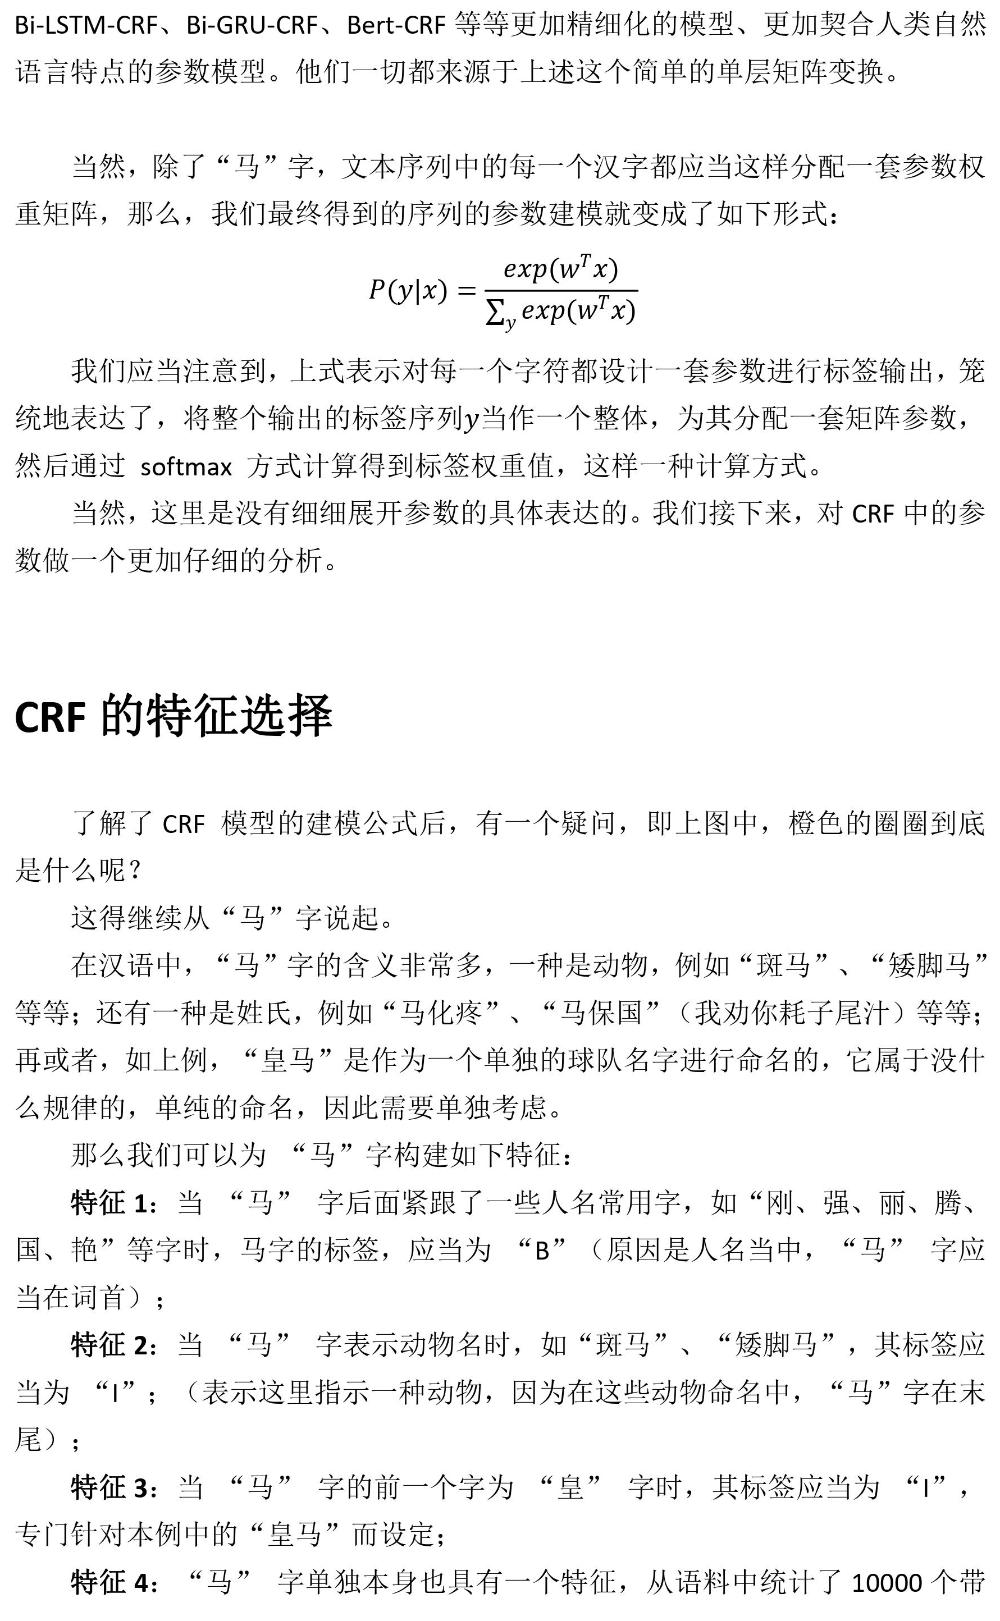 Bi-LSTM-CRF、Bi-GRU-CRF、Bert-CRF 等等更加精细化的模型、更加契合人类自然
语言特点的参数模型。他们一切都来源于上述这个简单的单层矩阵变换。
当然，除了“马”字，文本序列中的每一个汉字都应当这样分配一套参数权
重矩阵，那么，我们最终得到的序列的参数建模就变成了如下形式：
P(y|x) = exp(w^T x) / ∑_y exp(w^T x)
我们应当注意到，上式表示对每一个字符都设计一套参数进行标签输出，笼
统地表达了，将整个输出的标签序列y当作一个整体，为其分配一套矩阵参数，
然后通过 softmax 方式计算得到标签权重值，这样一种计算方式。
当然，这里是没有细细展开参数的具体表达的。我们接下来，对 CRF 中的参
数做一个更加仔细的分析。
CRF 的特征选择
了解了 CRF 模型的建模公式后，有一个疑问，即上图中，橙色的圈圈到底
是什么呢？
这得继续从“马”字说起。
在汉语中，“马”字的含义非常多，一种是动物，例如“斑马”、“矮脚马”
等等；还有一种是姓氏，例如“马化疼”、“马保国”（我劝你耗子尾汁）等等；
再或者，如上例，“皇马”是作为一个单独的球队名字进行命名的，它属于没什
么规律的，单纯的命名，因此需要单独考虑。
那么我们可以为 “马”字构建如下特征：
特征 1：当 “马” 字后面紧跟了一些人名常用字，如“刚、强、丽、腾、
国、艳”等字时，马字的标签，应当为 “B”（原因是人名当中，“马” 字应
当在词首）；
特征 2：当 “马” 字表示动物名时，如“斑马”、“矮脚马”，其标签应
当为 “I”；（表示这里指示一种动物，因为在这些动物命名中，“马”字在末
尾）；
特征 3：当 “马” 字的前一个字为 “皇” 字时，其标签应当为 “I”，
专门针对本例中的“皇马”而设定；
特征 4：“马” 字单独本身也具有一个特征，从语料中统计了 10000 个带